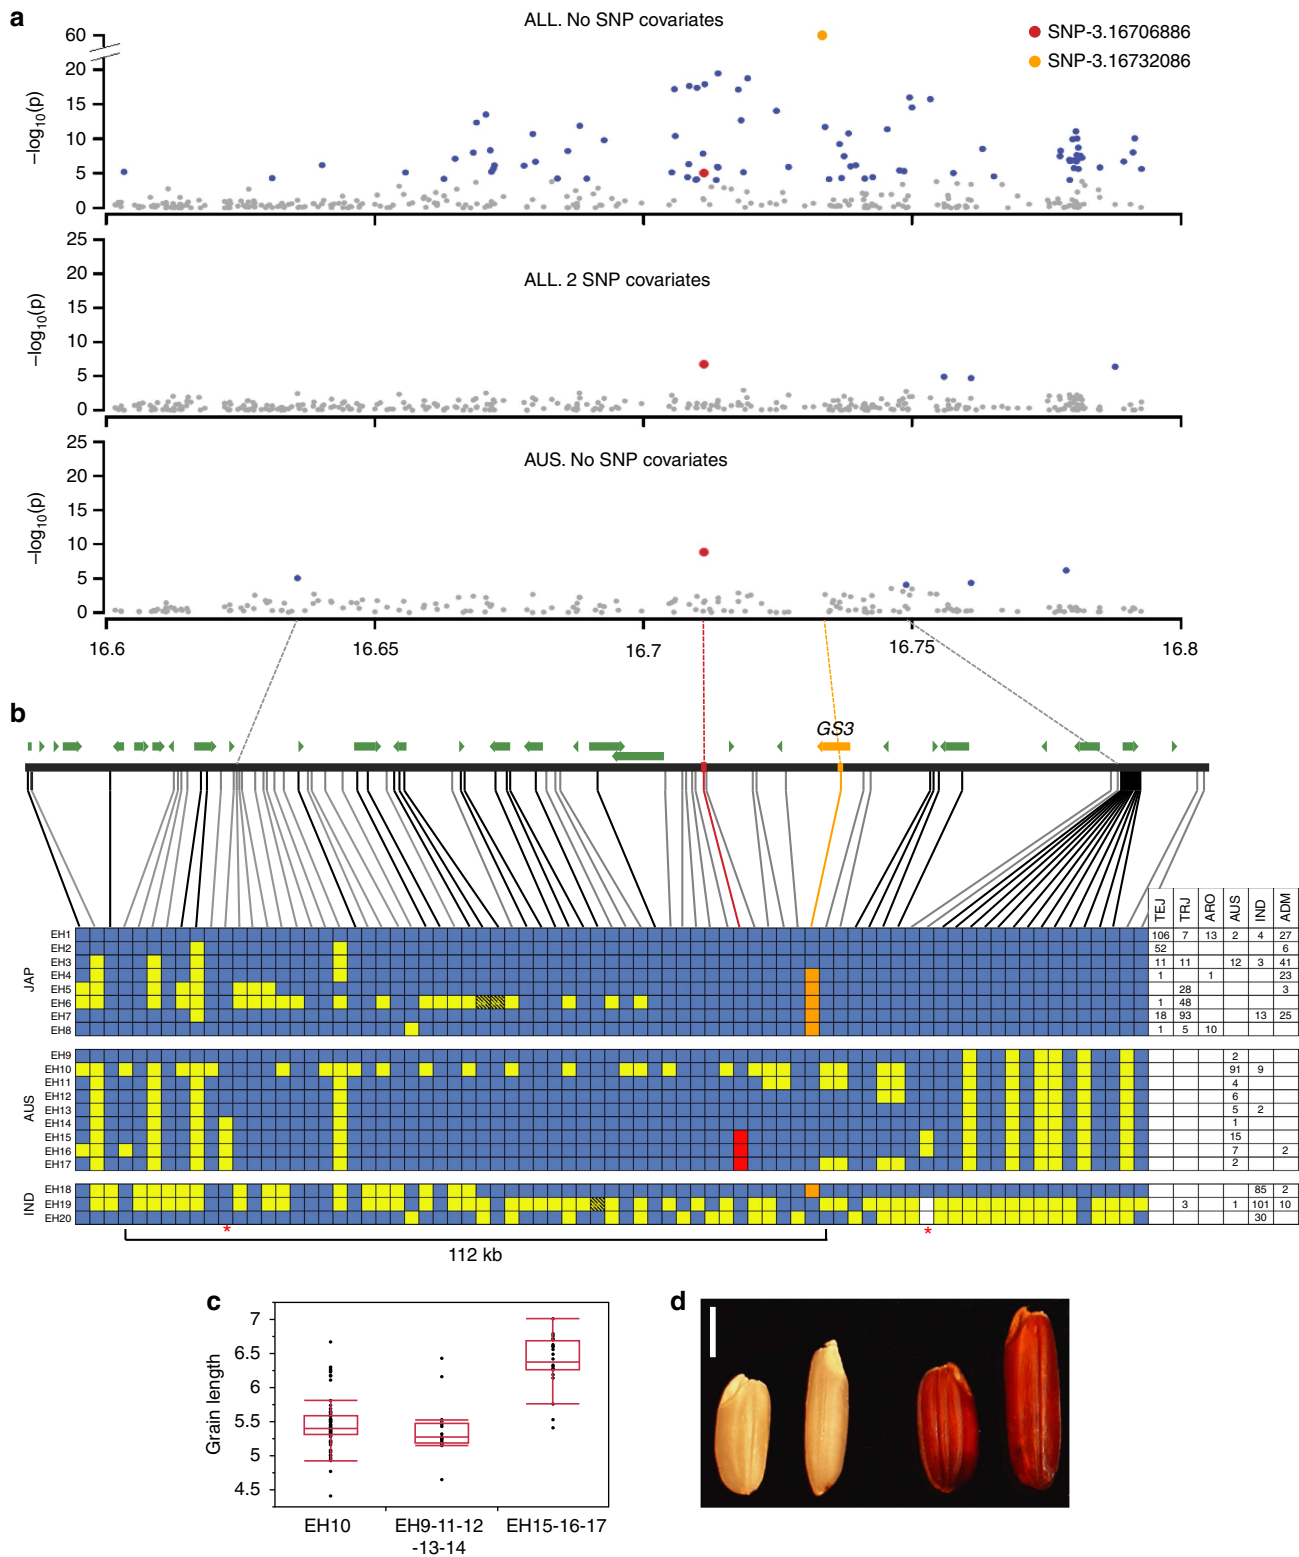 a
ALL. No SNP covariates
SNP-3.16706886
SNP-3.16732086
60
20
15
10
5
0
−log10(p)
ALL. 2 SNP covariates
25
20
15
10
5
0
−log10(p)
AUS. No SNP covariates
25
20
15
10
5
0
−log10(p)
16.6 16.65 16.7 16.75 16.8
b
GS3
TEJ TRJ ARO AUS IND ADM
JAP
EH1 106 7 13 2 4 27
EH2 52 6
EH3 11 11 12 3 41
EH4 1 1 23
EH5 28 3
EH6 1 48
EH7 18 93 13 25
EH8 1 5 10
AUS
EH9 2
EH10 91 9
EH11 4
EH12 6
EH13 5 2
EH14 1
EH15 15
EH16 7 2
EH17 2
IND
EH18 85 2
EH19 3 1 101 10
EH20 30
* *
112 kb
c
Grain length
7
6.5
6
5.5
5
4.5
EH10 EH9-11-12 EH15-16-17
-13-14
d